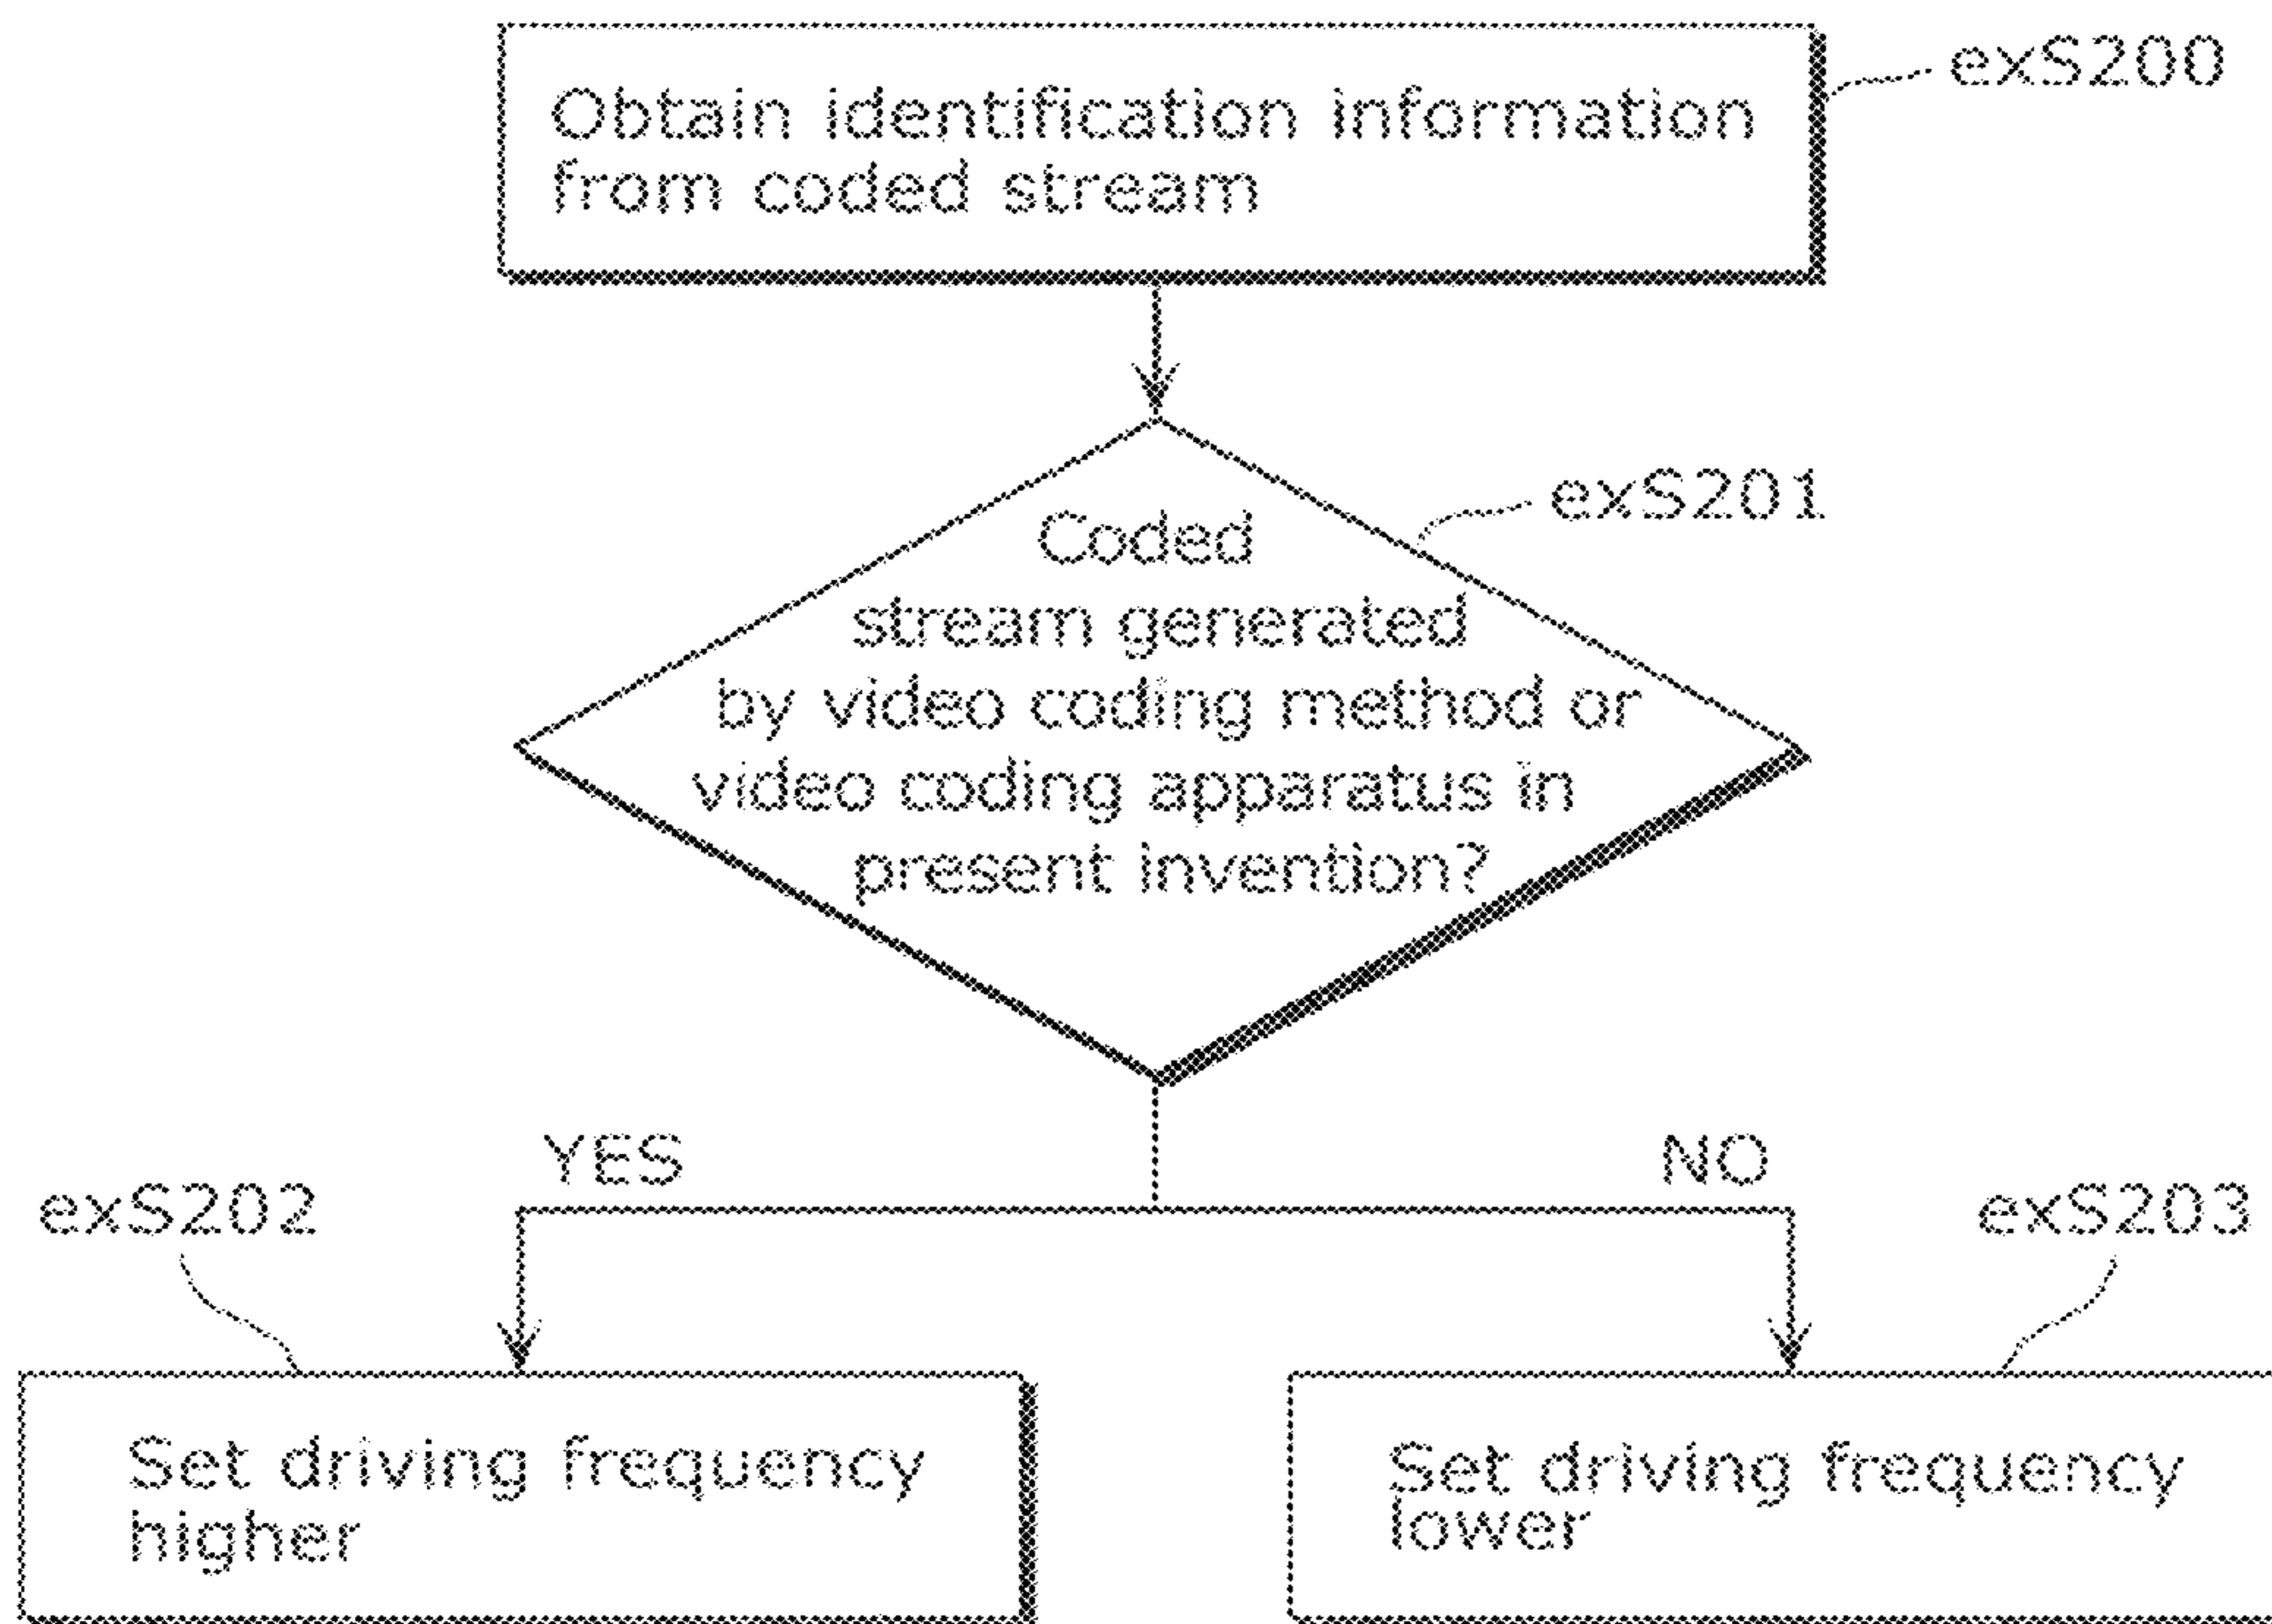 Obtain identification information
from coded stream
exS200
exS201
Coded
stream generated
by video coding method or
video coding apparatus in
present invention?
YES
NO
exS202
exS203
Set driving frequency
higher
Set driving frequency
lower